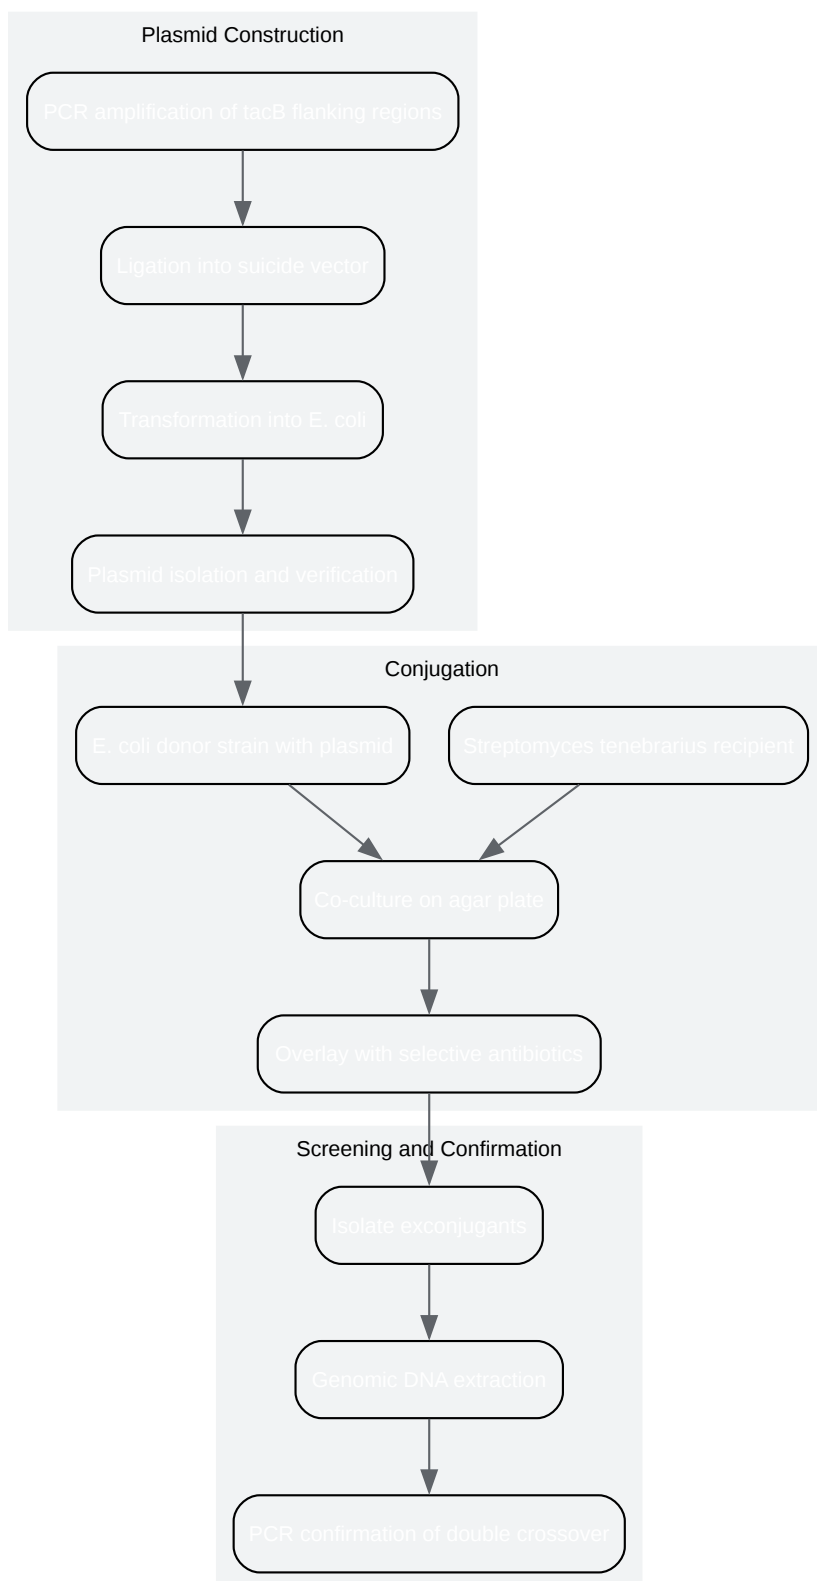 Plasmid Construction
PCR amplification of tacB flanking regions
Ligation into suicide vector
Transformation into E. coli
Plasmid isolation and verification
Conjugation
E. coli donor strain with plasmid
Streptomyces tenebrarius recipient
Co-culture on agar plate
Overlay with selective antibiotics
Screening and Confirmation
Isolate exconjugants
Genomic DNA extraction
PCR confirmation of double crossover